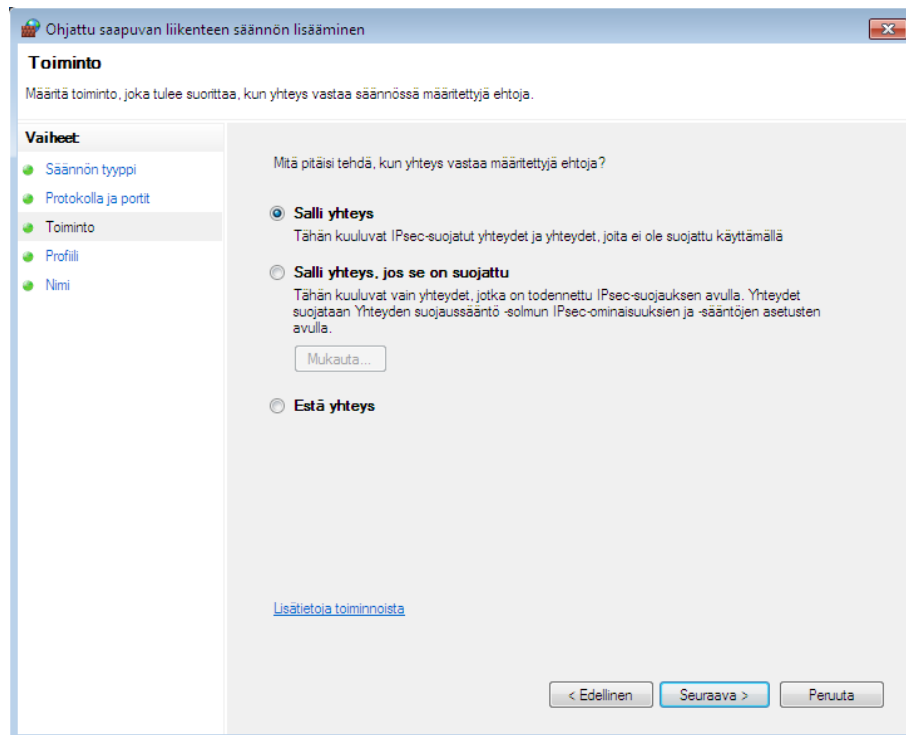 Ohjattu saapuvan liikenteen säännön lisääminen
Toiminto
Määritä toiminto, joka tulee suorittaa, kun yhteys vastaa säännössä määritettyjä ehtoja.
Vaiheet:
Säännön tyyppi
Protokolla ja portit
Toiminto
Profiili
Nimi
Mitä pitäisi tehdä, kun yhteys vastaa määritettyjä ehtoja?
Salli yhteys
Tähän kuuluvat IPsec-suojatut yhteydet ja yhteydet, joita ei ole suojattu käyttämällä
Salli yhteys, jos se on suojattu
Tähän kuuluvat vain yhteydet, jotka on todennettu IPsec-suojauksen avulla. Yhteydet
suojataan Yhteyden suojaussääntö -solmun IPsec-ominaisuuksien ja -sääntöjen asetusten
avulla.
Mukauta...
Estä yhteys
Lisätietoja toiminnoista
< Edellinen
Seuraava >
Peruuta